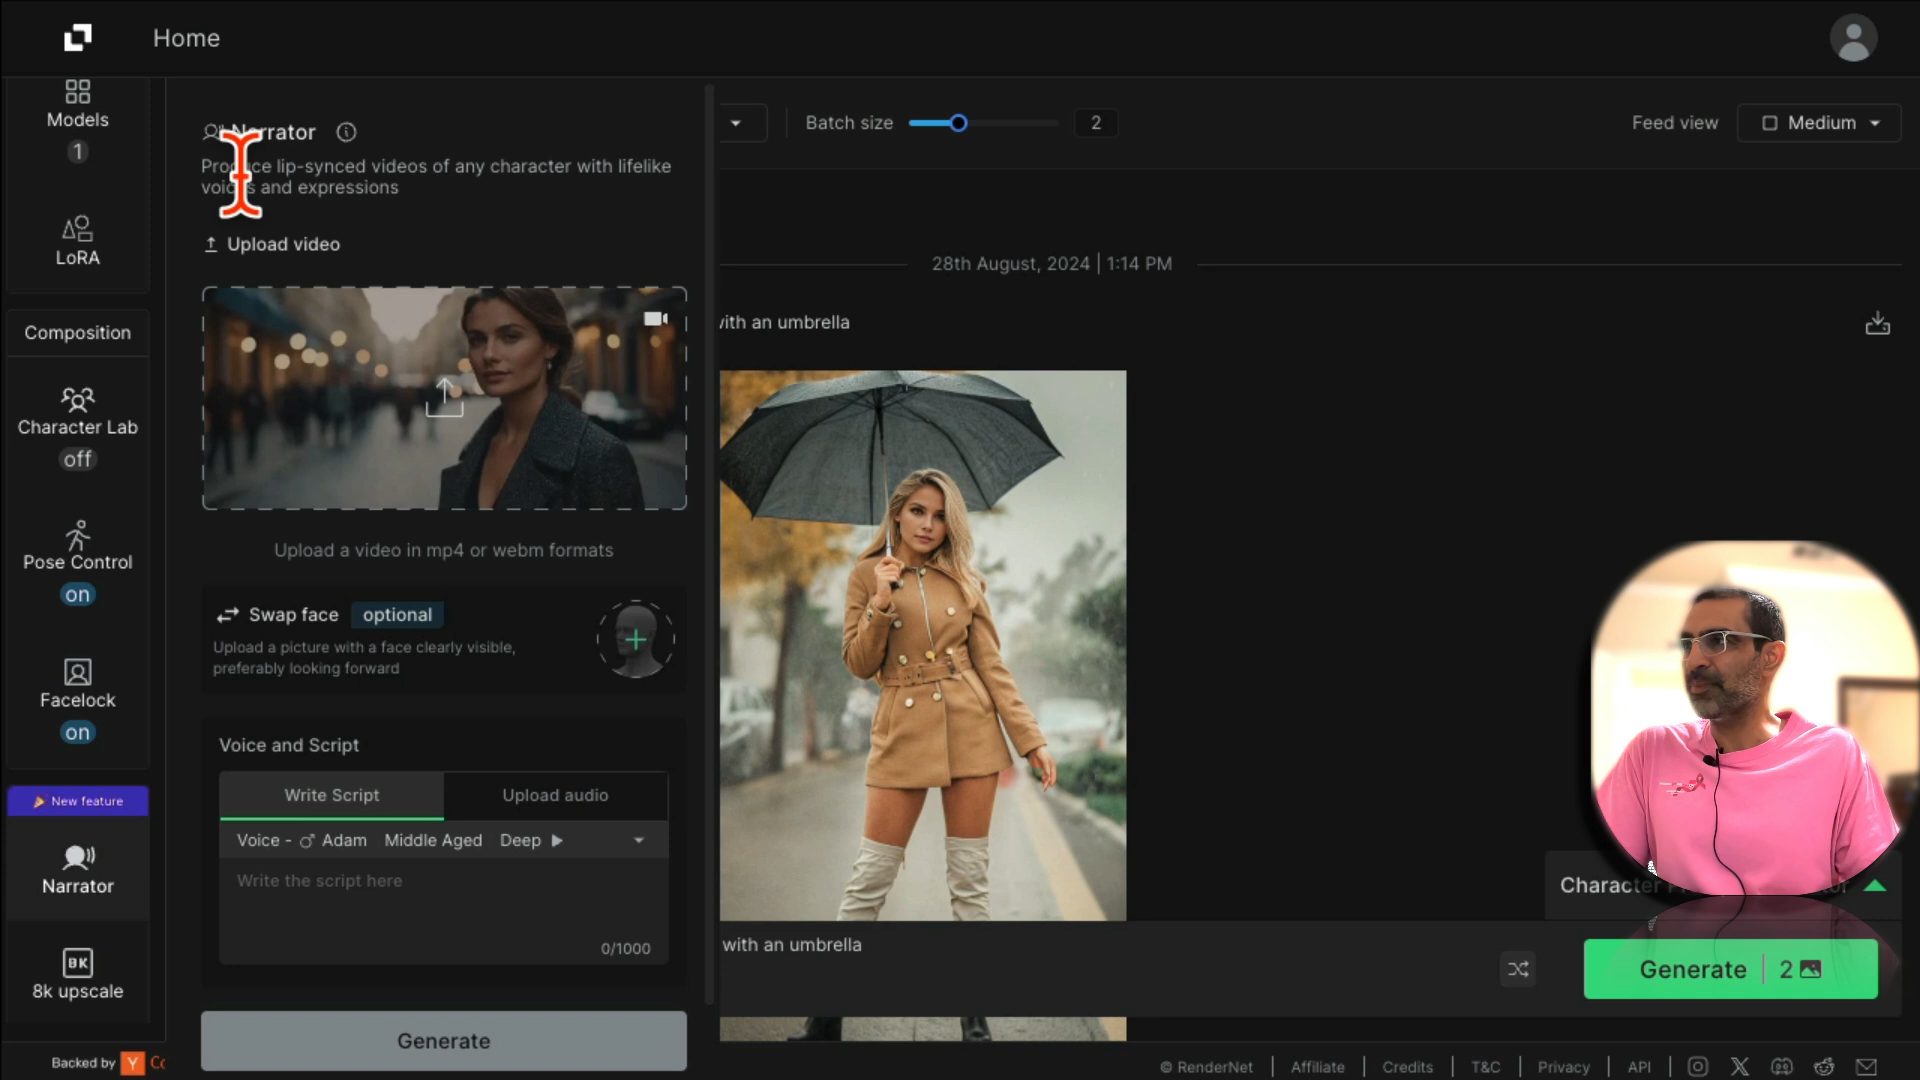 Home
Models
1
LoRA
Composition
Character Lab
off
Pose Control
on
Facelock
on
New feature
Narrator
8K
8k upscale
Backed by Y
Narrator
Produce lip-synced videos of any character with lifelike
voices and expressions
Upload video
Upload a video in mp4 or webm formats
Swap face optional
Upload a picture with a face clearly visible,
preferably looking forward
Voice and Script
Write Script Upload audio
Voice - Adam Middle Aged Deep
Write the script here
0/1000
Generate
Batch size 2
Feed view Medium
28th August, 2024 | 1:14 PM
with an umbrella
with an umbrella
Character
Generate 2
© RenderNet Affiliate Credits T&C Privacy API